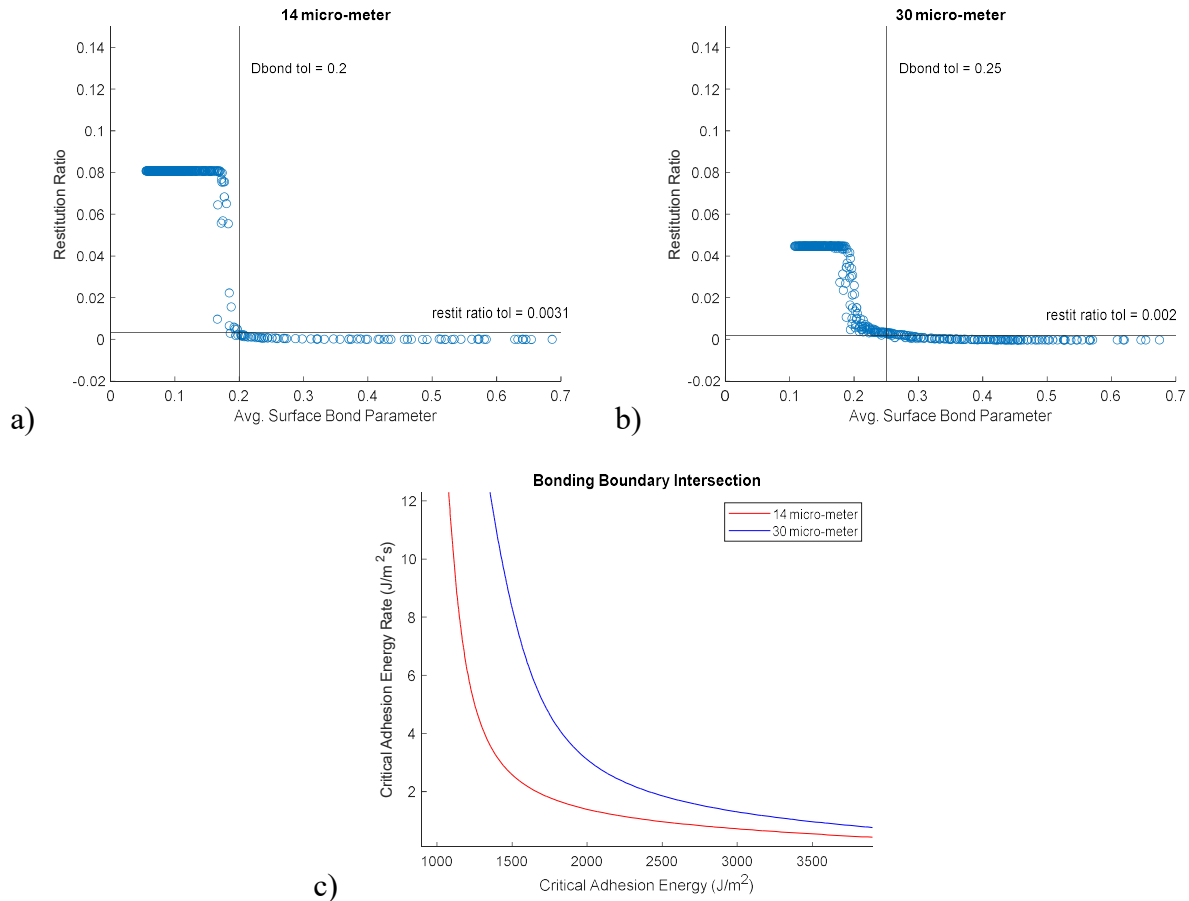 14 micro-meter
0.14
0.12
0.1
0.08
0.06
0.04
0.02
0
-0.02
Restitution Ratio
Dbond tol = 0.2
restit ratio tol = 0.0031
0 0.1 0.2 0.3 0.4 0.5 0.6 0.7
Avg. Surface Bond Parameter
a)
30 micro-meter
0.14
0.12
0.1
0.08
0.06
0.04
0.02
0
-0.02
Restitution Ratio
Dbond tol = 0.25
restit ratio tol = 0.002
0 0.1 0.2 0.3 0.4 0.5 0.6 0.7
Avg. Surface Bond Parameter
b)
Bonding Boundary Intersection
12
10
8
6
4
2
Critical Adhesion Energy Rate (J/m² s)
14 micro-meter
30 micro-meter
1000 1500 2000 2500 3000 3500
Critical Adhesion Energy (J/m²)
c)